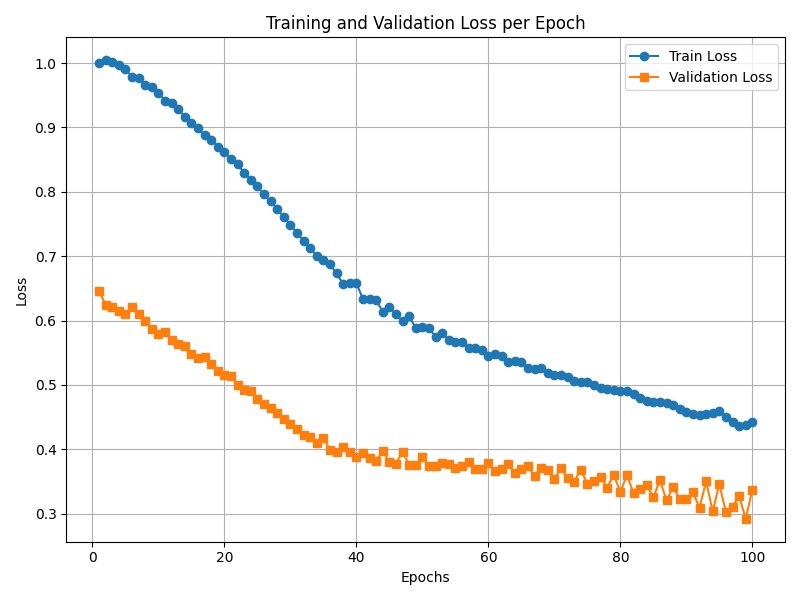 Training and Validation Loss per Epoch
Train Loss
Validation Loss
1.0
0.9
0.8
0.7
0.6
0.5
0.4
0.3
Loss
0 20 40 60 80 100
Epochs